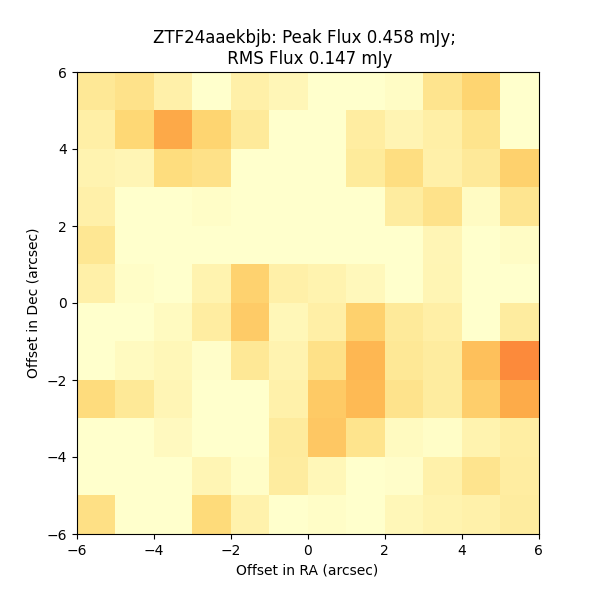 ZTF24aaekbjb: Peak Flux 0.458 mJy;
RMS Flux 0.147 mJy
6
4
2
0
−2
−4
−6
Offset in Dec (arcsec)
−6 −4 −2 0 2 4 6
Offset in RA (arcsec)